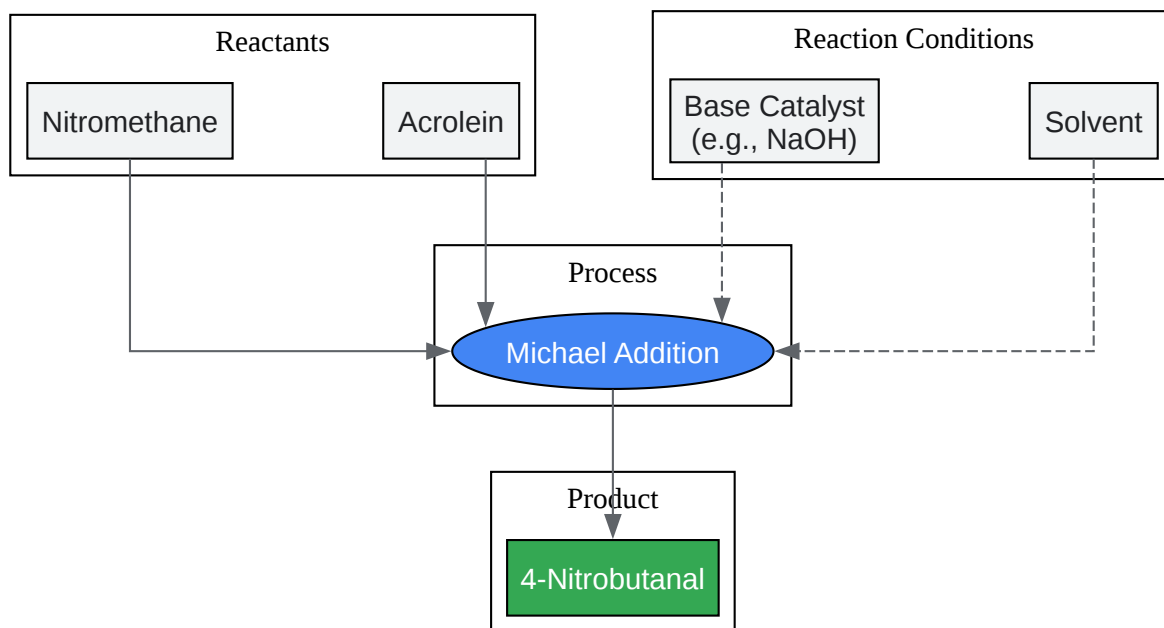 Reactants
Nitromethane
Acrolein
Reaction Conditions
Base Catalyst
(e.g., NaOH)
Solvent
Process
Michael Addition
Product
4-Nitrobutanal